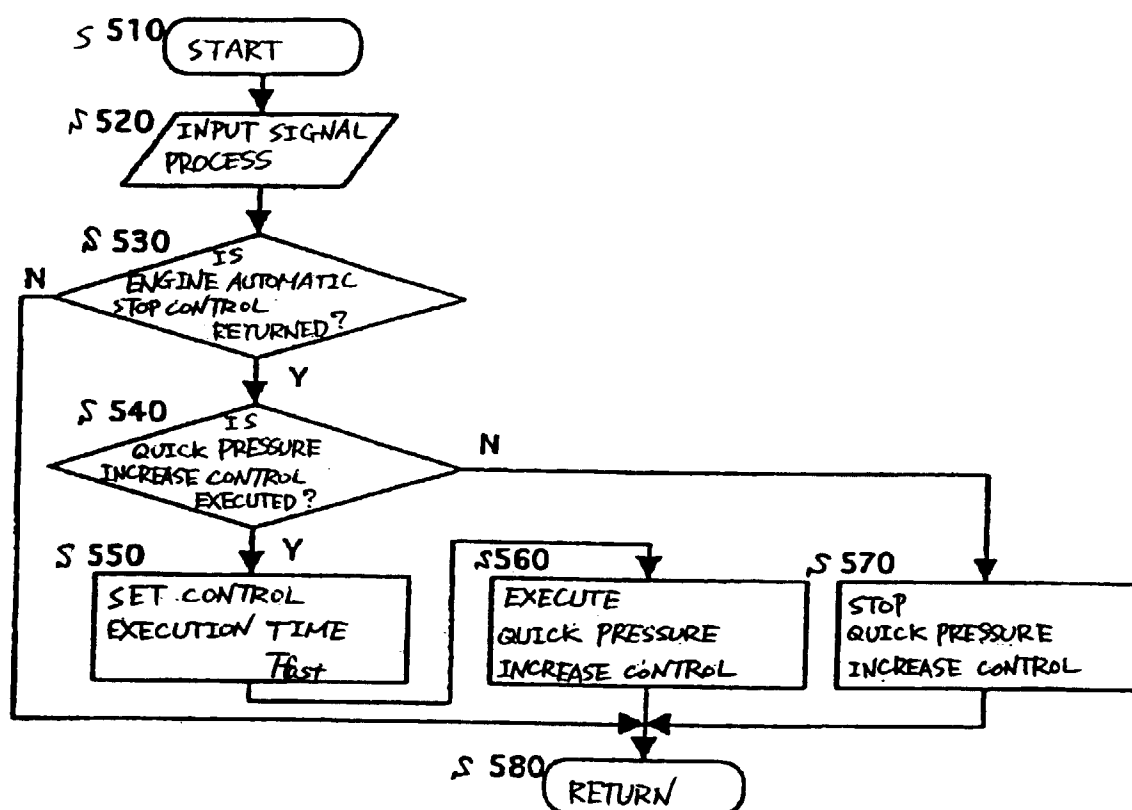 S 510
START
S 520
INPUT SIGNAL
PROCESS
S 530
IS
ENGINE AUTOMATIC
STOP CONTROL
RETURNED?
N
Y
S 540
IS
QUICK PRESSURE
INCREASE CONTROL
EXECUTED?
N
Y
S 550
SET CONTROL
EXECUTION TIME
Tfast
S560
EXECUTE
QUICK PRESSURE
INCREASE CONTROL
S 570
STOP
QUICK PRESSURE
INCREASE CONTROL
S 580
RETURN